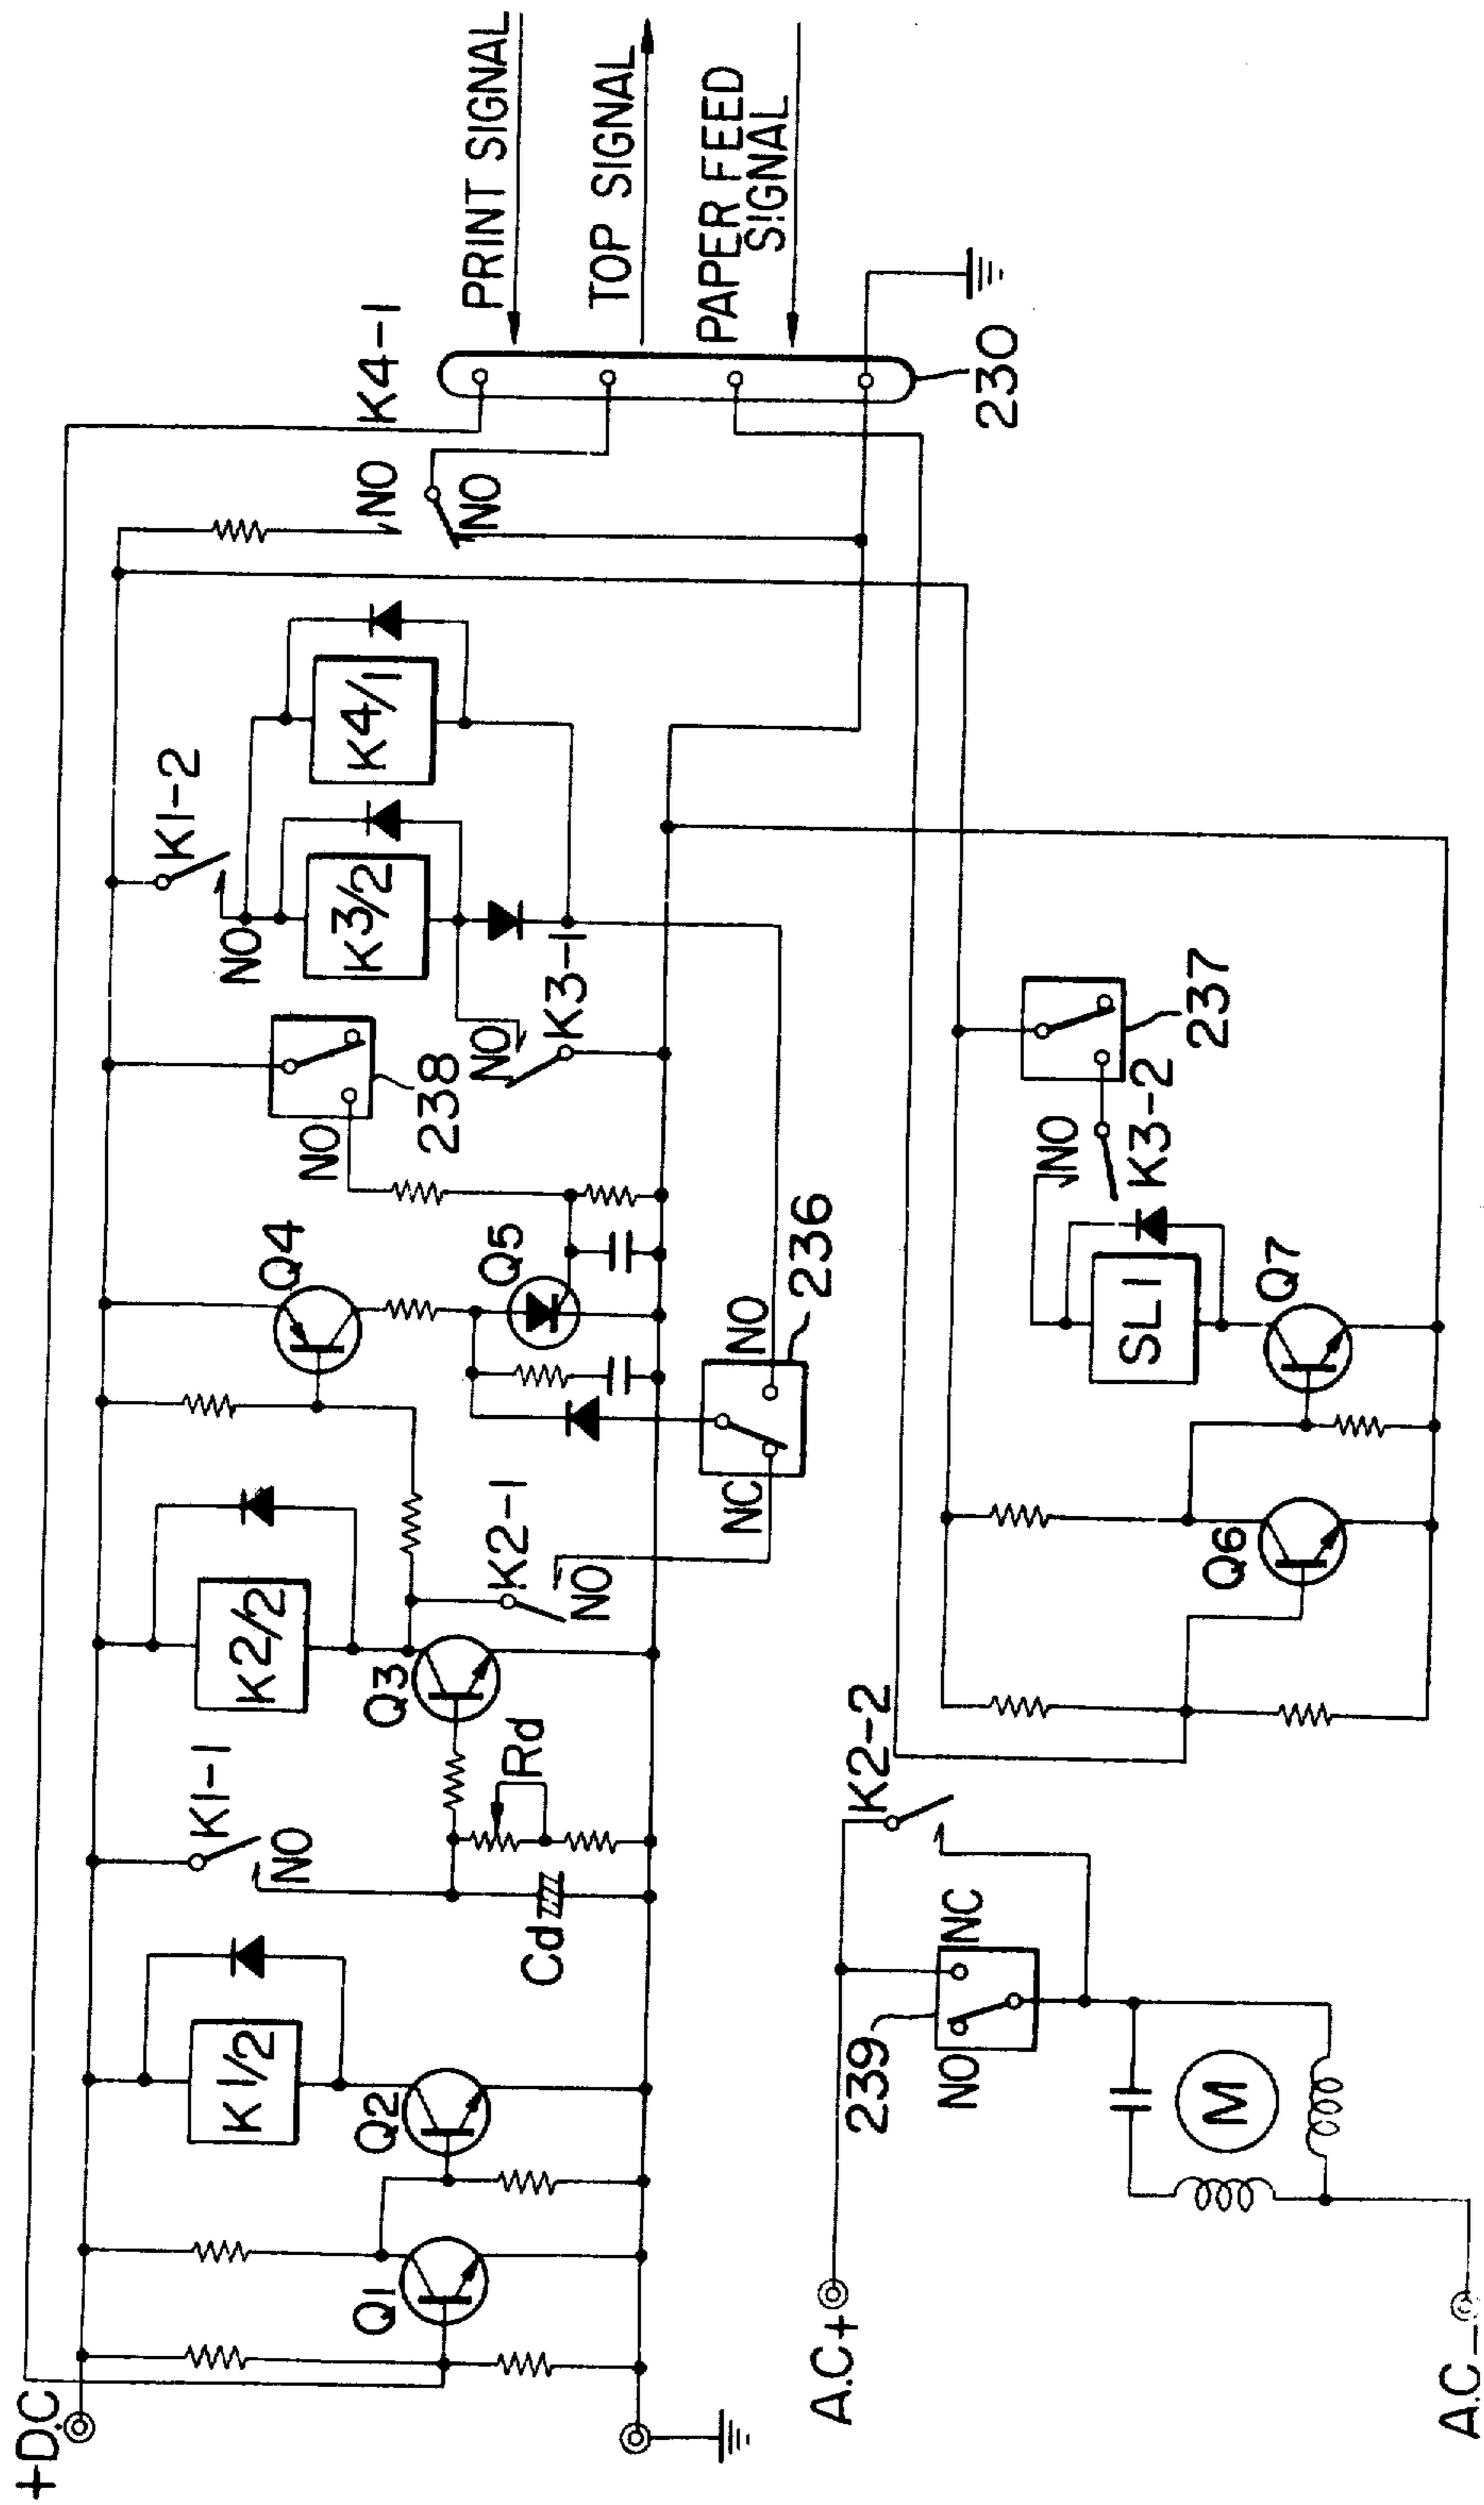 +D.C
K1/2
K1-1
NO
K2/2
Q4
238
NO
K1-2
NO
K3/2
K4/1
NO
K4-1
NO
PRINT SIGNAL
TOP SIGNAL
PAPER FEED
SIGNAL
230
Q1
Q2
Cd
Rd
Q3
K2-1
NO
Q5
NO
K3-1
NC
NO
236
A.C+
239
NO
NC
K2-2
Q6
SL1
Q7
NO
K3-2
237
M
A.C-